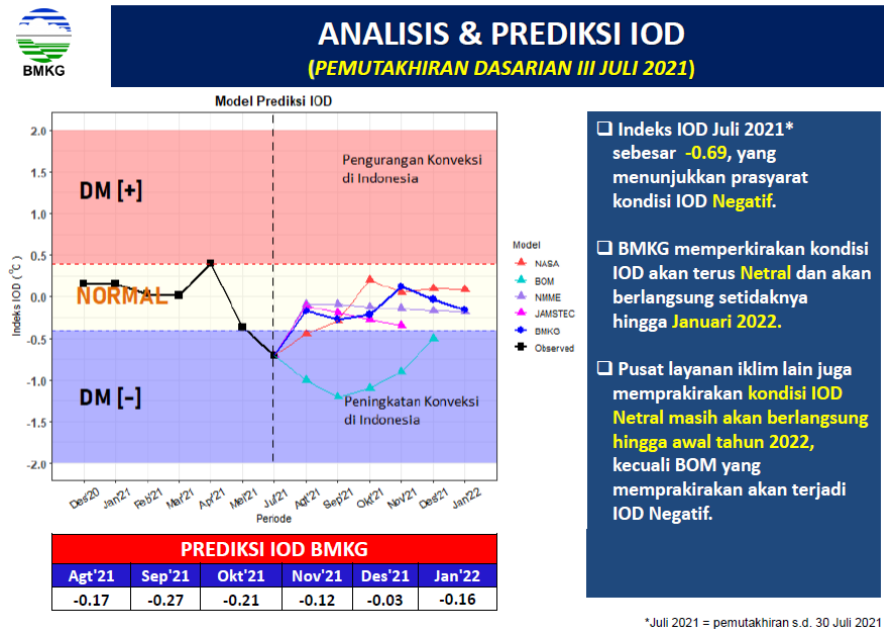 BMKG
ANALISIS & PREDIKSI IOD
(PEMUTAKHIRAN DASARIAN III JULI 2021)
Model Prediksi IOD
Indeks IOD (°C)
2.0
1.5
1.0
0.5
0.0
-0.5
-1.0
-1.5
-2.0
DM [+]
Pengurangan Konveksi
di Indonesia
NORMAL
DM [-]
Peningkatan Konveksi
di Indonesia
Des'20 Jan'21 Feb'21 Mar'21 Apr'21 Mei'21 Jul'21 Agt'21 Sep'21 Okt'21 Nov'21 Des'21 Jan'22
Periode
Model
NASA
BOM
NMME
JAMSTEC
BMKG
Observed
PREDIKSI IOD BMKG
Agt'21 Sep'21 Okt'21 Nov'21 Des'21 Jan'22
-0.17 -0.27 -0.21 -0.12 -0.03 -0.16
❑ Indeks IOD Juli 2021*
sebesar -0.69, yang
menunjukkan prasyarat
kondisi IOD Negatif.
❑ BMKG memperkirakan kondisi
IOD akan terus Netral dan akan
berlangsung setidaknya
hingga Januari 2022.
❑ Pusat layanan iklim lain juga
memprakirakan kondisi IOD
Netral masih akan berlangsung
hingga awal tahun 2022,
kecuali BOM yang
memprakirakan akan terjadi
IOD Negatif.
*Juli 2021 = pemutakhiran s.d. 30 Juli 2021